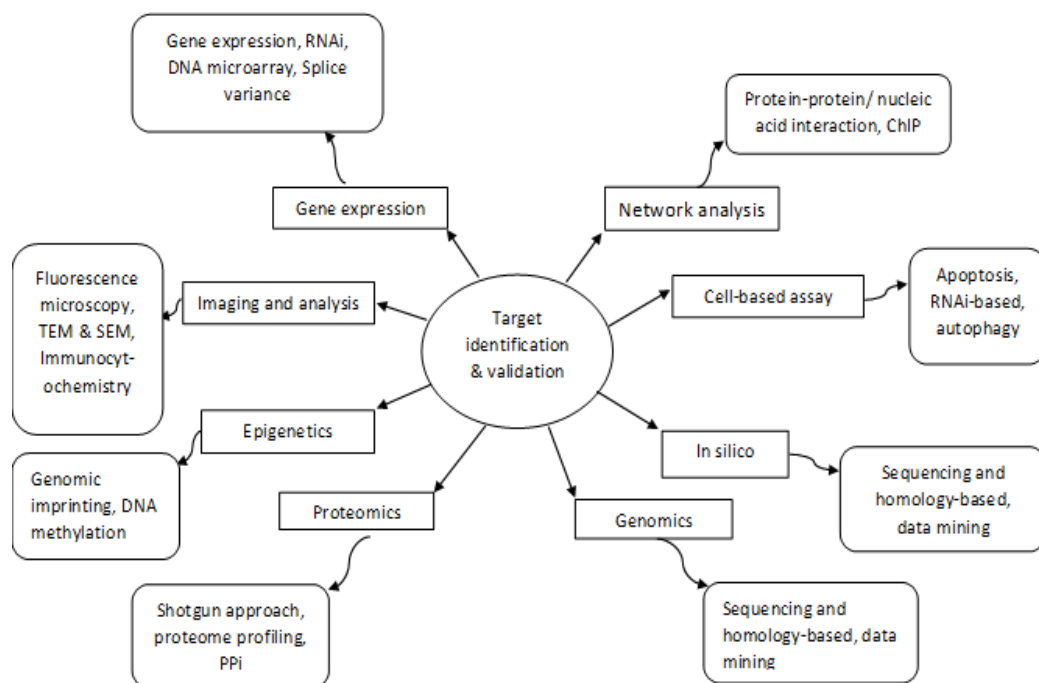 Gene expression, RNAi,
DNA microarray, Splice
variance
Protein-protein/ nucleic
acid interaction, ChIP
Gene expression
Network analysis
Fluorescence
microscopy,
TEM & SEM,
Immunocyt-
ochemistry
Imaging and analysis
Cell-based assay
Apoptosis,
RNAi-based,
autophagy
Target
identification
& validation
Epigenetics
In silico
Genomic
imprinting, DNA
methylation
Sequencing and
homology-based,
data mining
Proteomics
Genomics
Shotgun approach,
proteome profiling,
PPi
Sequencing and
homology-based, data
mining